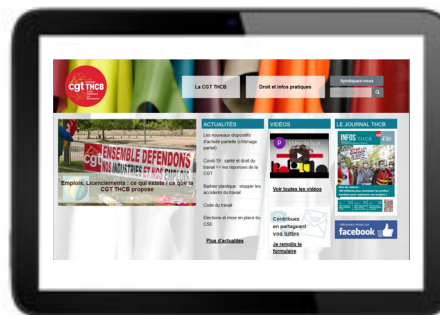 cgt THCB
La CGT THCB
Droit et infos pratiques
Syndiquez-vous
cgt
ENSEMBLE DEFENDONS
NOS INDUSTRIES ET NOS EMPLOIS
Emplois, Licenciements : ce qui existe / ce que la
CGT THCB propose
ACTUALITÉS
Les nouveaux dispositifs
d'activité partielle (chômage
partiel)
Covid-19 : santé et droit du
travail >> les réponses de la
CGT
Barbier plastique : stopper les
accidents du travail
Code du travail
Elections et mise en place du
CSE
Plus d'actualités
VIDÉOS
P
Voir toutes les vidéos
Contribuez
en partageant
vos luttes
Je remplis le
formulaire
LE JOURNAL THCB
INFOS THCB
facebook